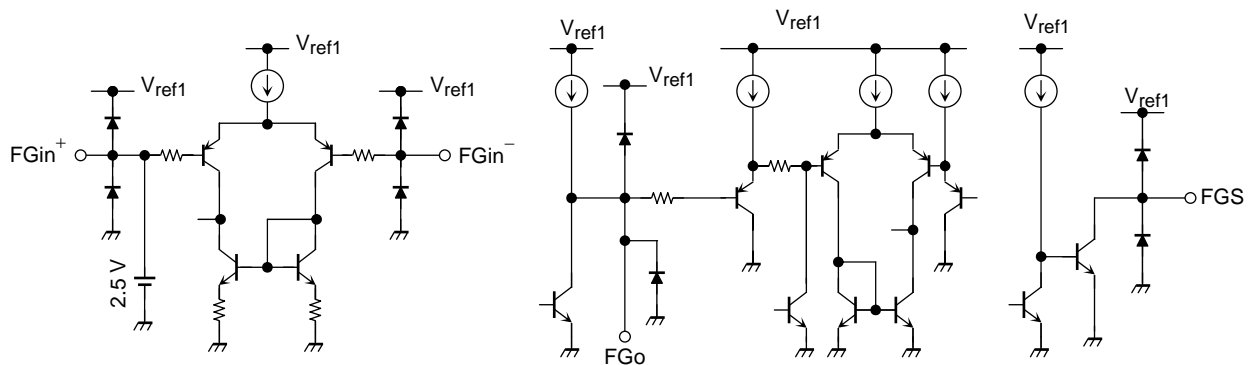 Vref1
Vref1
Vref1
FGin+
FGin−
2.5 V
Vref1
Vref1
FGo
Vref1
Vref1
Vref1
FGS